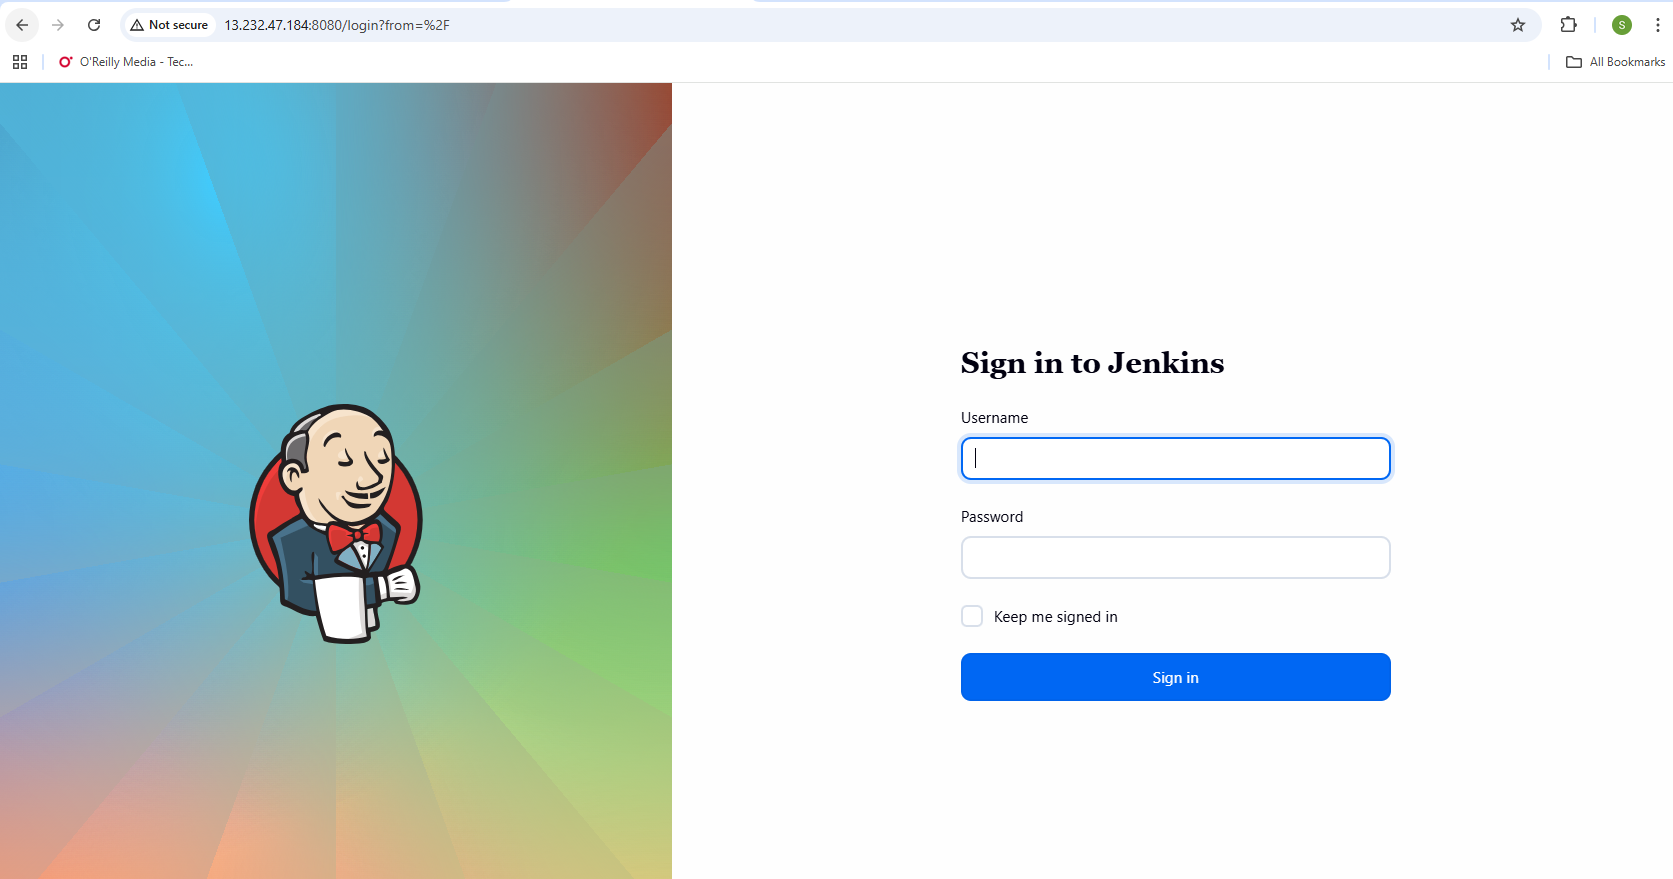 Not secure
13.232.47.184:8080/login?from=%2F
S
O'Reilly Media - Tec...
All Bookmarks
Sign in to Jenkins
Username
Password
Keep me signed in
Sign in